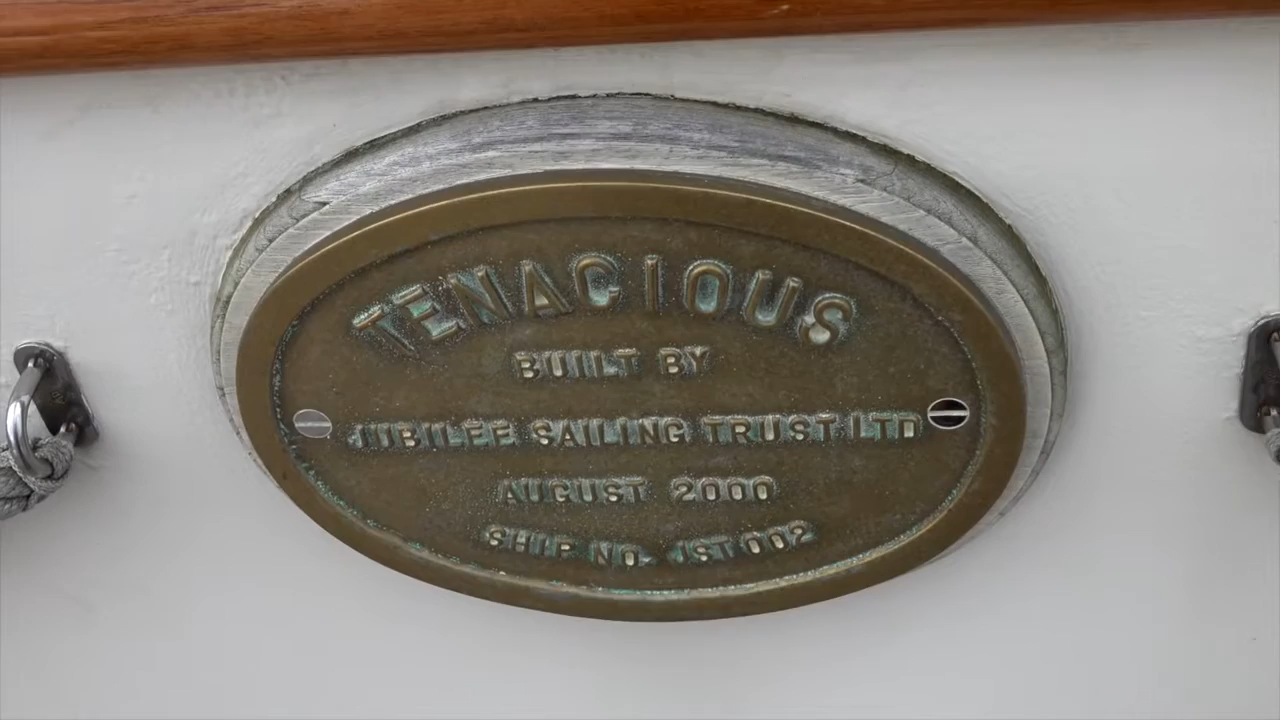 TENACIOUS
BUILT BY
JUBILEE SAILING TRUST LTD
AUGUST 2000
SHIP NO. JST 002